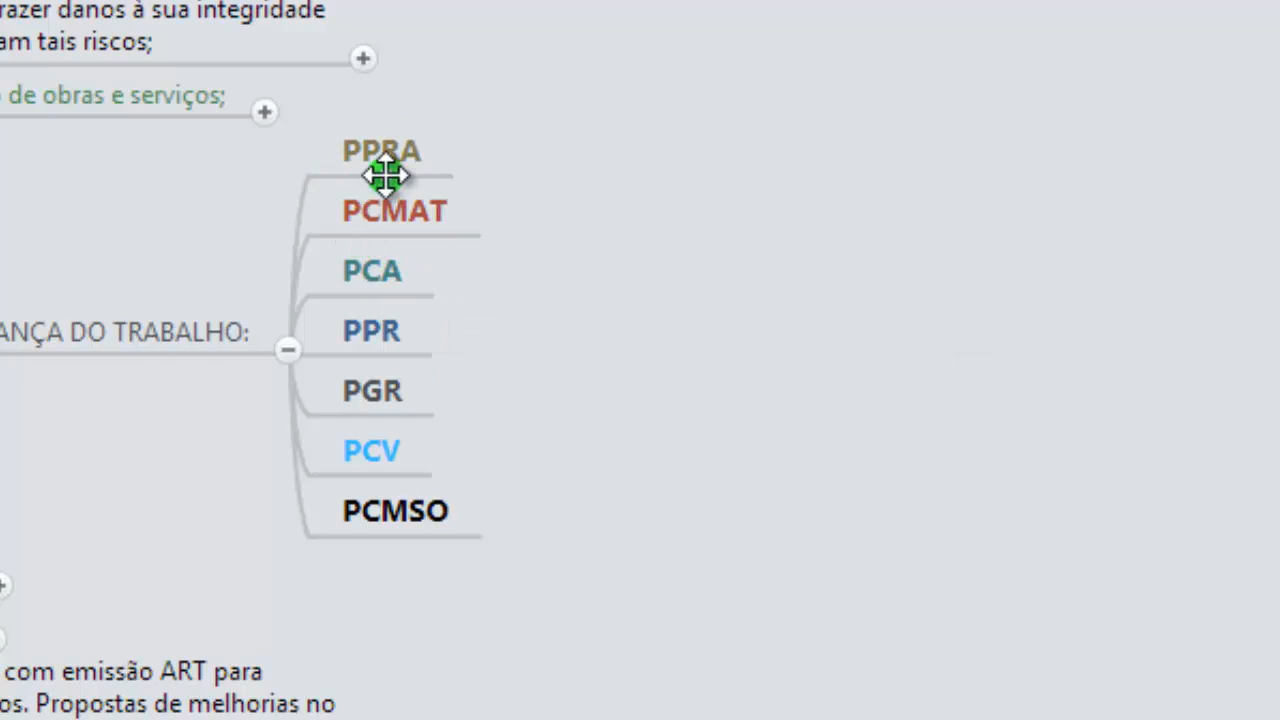 razer danos à sua integridade
am tais riscos;
de obras e serviços;
PPRA
PCMAT
PCA
PPR
ANÇA DO TRABALHO:
PGR
PCV
PCMSO
com emissão ART para
os. Propostas de melhorias no